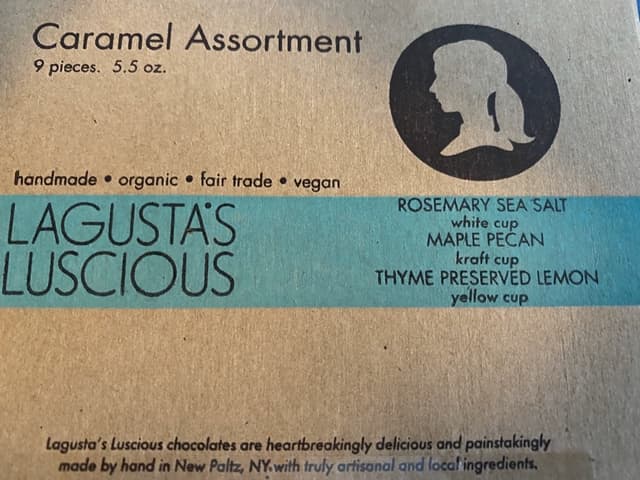 Caramel Assortment
9 pieces. 5.5 oz.
handmade • organic • fair trade • vegan
LAGUSTA'S
LUSCIOUS
ROSEMARY SEA SALT
white cup
MAPLE PECAN
kraft cup
THYME PRESERVED LEMON
yellow cup
Lagusta's Luscious chocolates are heartbreakingly delicious and painstakingly
made by hand in New Paltz, NY.with truly artisanal and local ingredients.